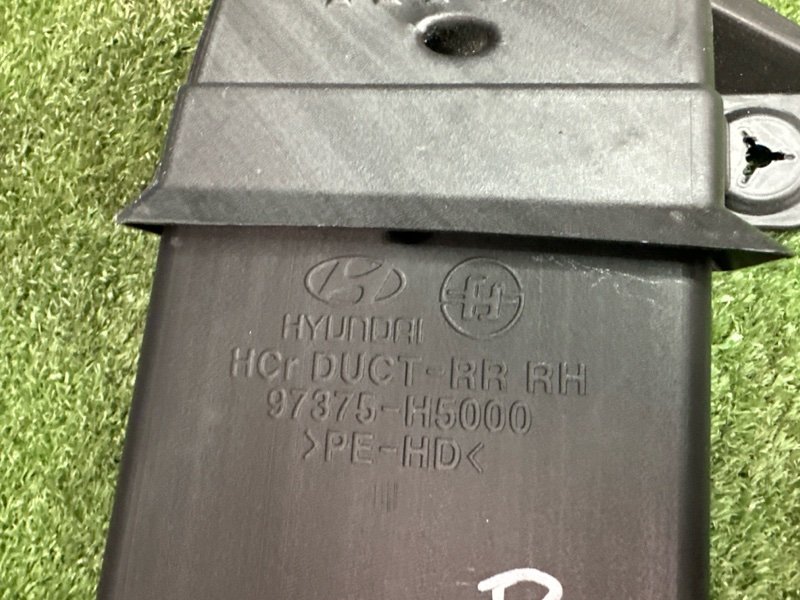 HYUNDAI
HCr DUCT-RR RH
97375-H5000
>PE-HD<